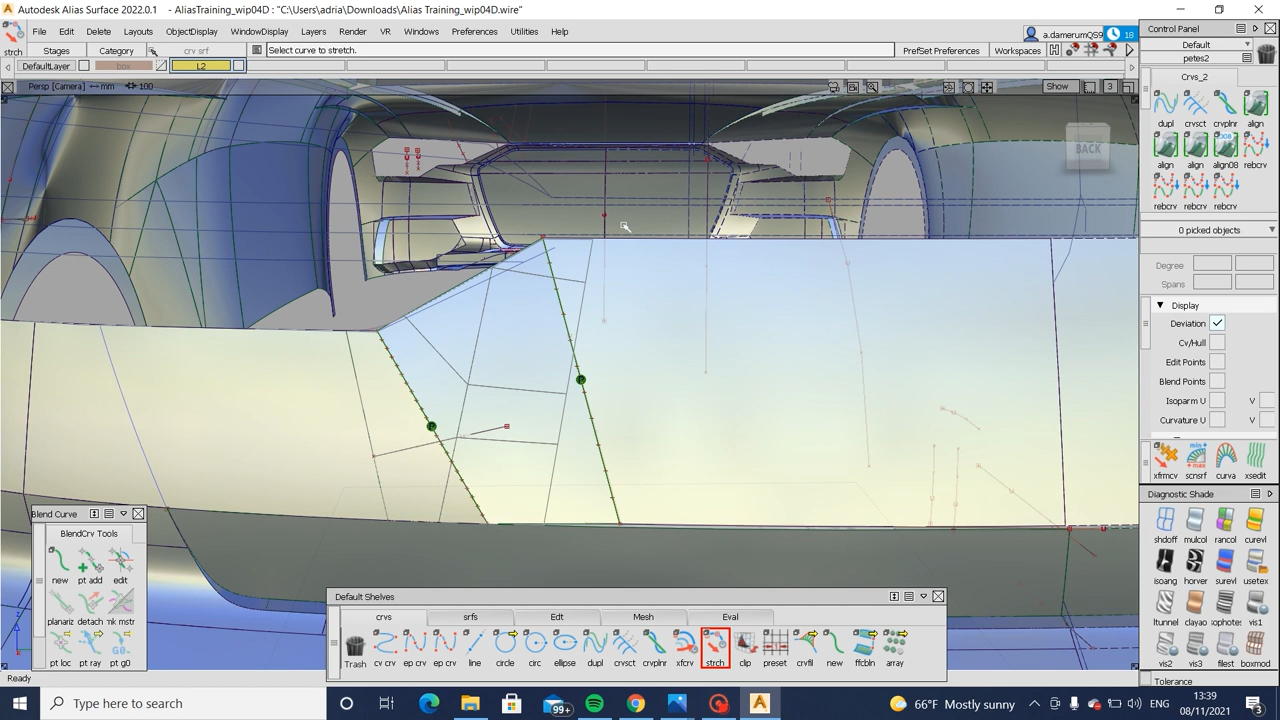 Autodesk Alias Surface 2022.0.1 - AliasTraining_wip04D : "C:\Users\adria\Downloads\Alias Training_wip04D.wire"
File Edit Delete Layouts ObjectDisplay WindowDisplay Layers Render VR Windows Preferences Utilities Help
strch
Stages Category crv srf
Select curve to stretch.
a.damerumQS9 18
PrefSet Preferences Workspaces
DefaultLayer box L2
Persp [Camera] mm 100
Show 3
BACK
Control Panel
Default
petes2
Crvs_2
dupl crvsct crvplnr align
align align align08 rebcrv
rebcrv rebcrv rebcrv
0 picked objects
Degree
Spans
Display
Deviation
Cv/Hull
Edit Points
Blend Points
Isoparm U V
Curvature U V
xfrmcv scnsrf curva xsedit
Diagnostic Shade
shdoff mulcol rancol curevl
isoang horver surevl usetex
ltunnel clayao isophotes vis1
vis2 vis3 filest boxmod
Tolerance
Blend Curve
BlendCrv Tools
new pt add edit
planariz detach mk mstr
pt loc pt ray pt g0
Default Shelves
crvs srfs Edt Mesh Eval
Trash cv crv ep crv ep crv line circle circ ellipse dupl crvsct crvplnr xfcrv strch clip preset crvfil new ffcbln array
Ready
Type here to search
99+
66°F Mostly sunny
ENG
13:39
08/11/2021
3